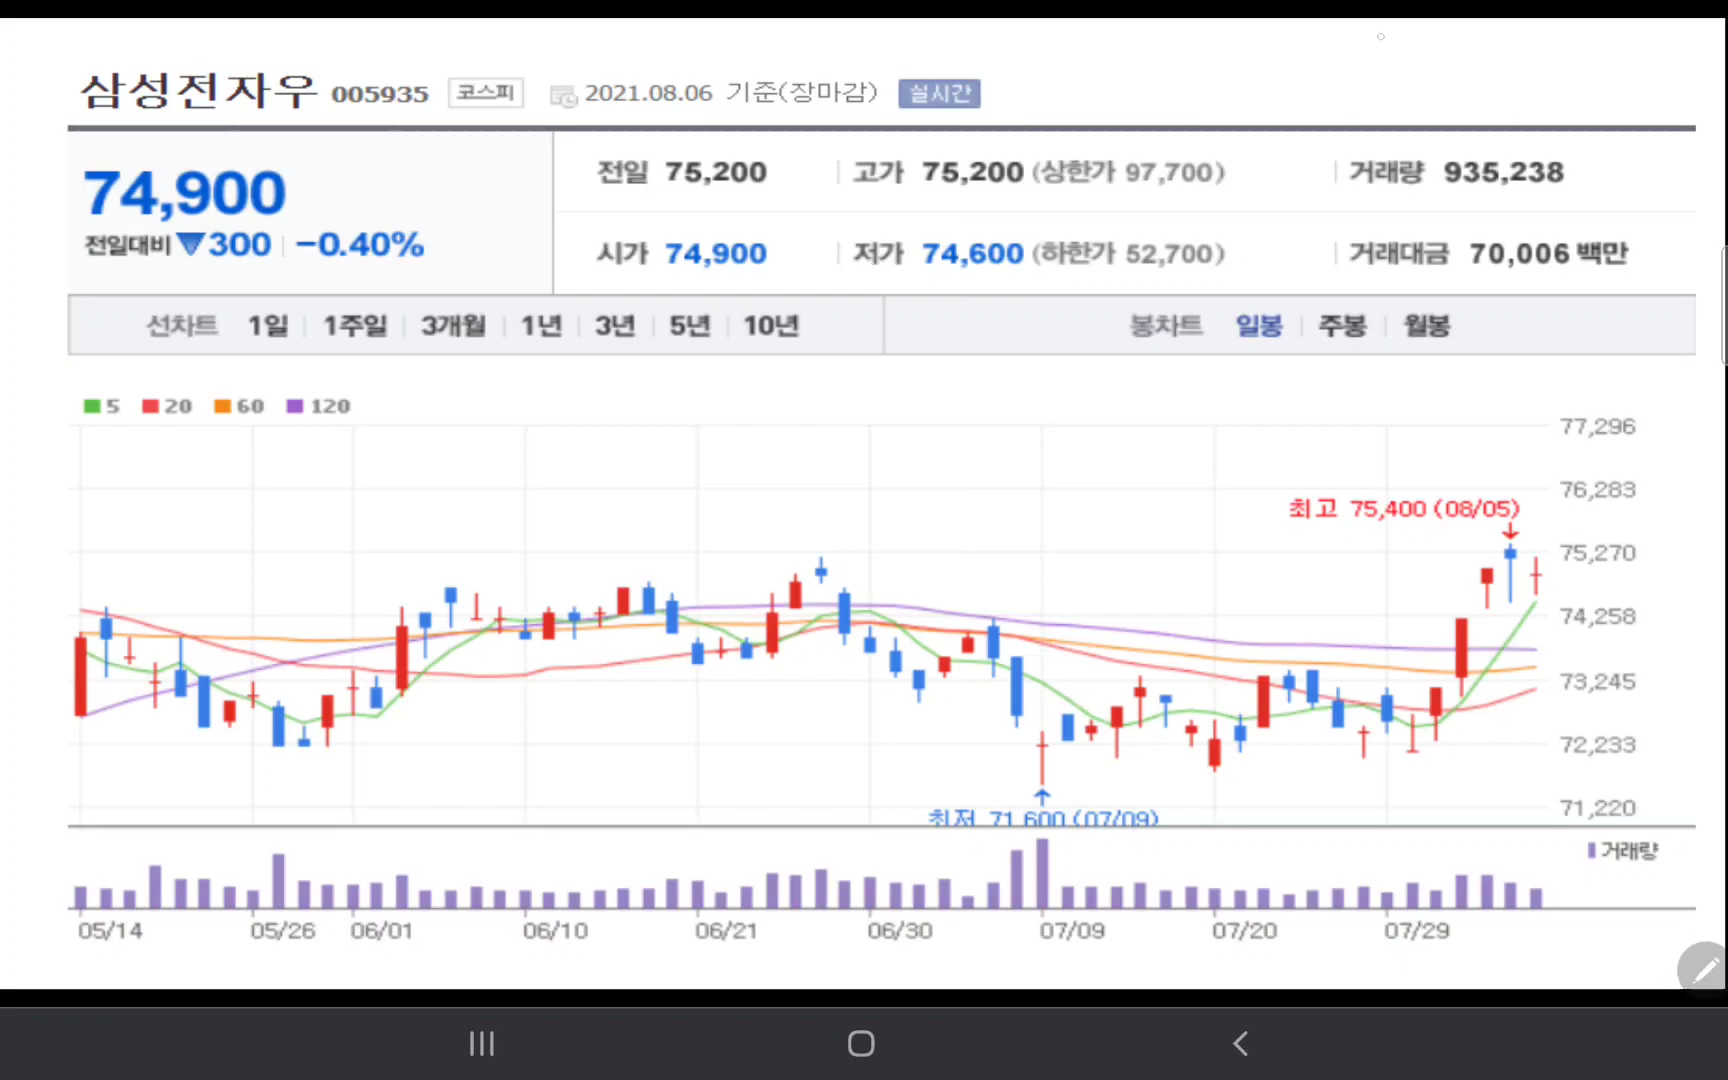 삼성전자우 005935 코스피 2021.08.06 기준(장마감) 실시간
74,900
전일대비 ▼300 -0.40%
전일 75,200 고가 75,200 (상한가 97,700) 거래량 935,238
시가 74,900 저가 74,600 (하한가 52,700) 거래대금 70,006 백만
선차트 1일 1주일 3개월 1년 3년 5년 10년 봉차트 일봉 주봉 월봉
5 20 60 120
77,296
76,283
최고 75,400 (08/05)
75,270
74,258
73,245
72,233
71,220
최저 71,600 (07/09)
거래량
05/14 05/26 06/01 06/10 06/21 06/30 07/09 07/20 07/29